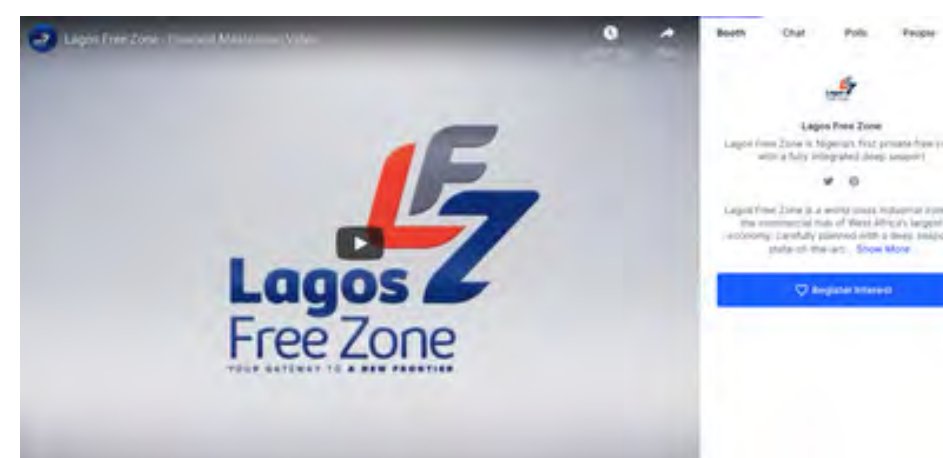 Lagos Free Zone -
Booth Chat Polls People
LFZ
Lagos
Free Zone
YOUR GATEWAY TO A NEW FRONTIER
Lagos Free Zone
Lagos Free Zone is Nigeria's first private free
with a fully integrated deep seaport
Lagos Free Zone is a world class industrial
the commercial hub of West Africa's largest
economy. Carefully planned with a deep
state-of-the-art... Show More
Register Interest